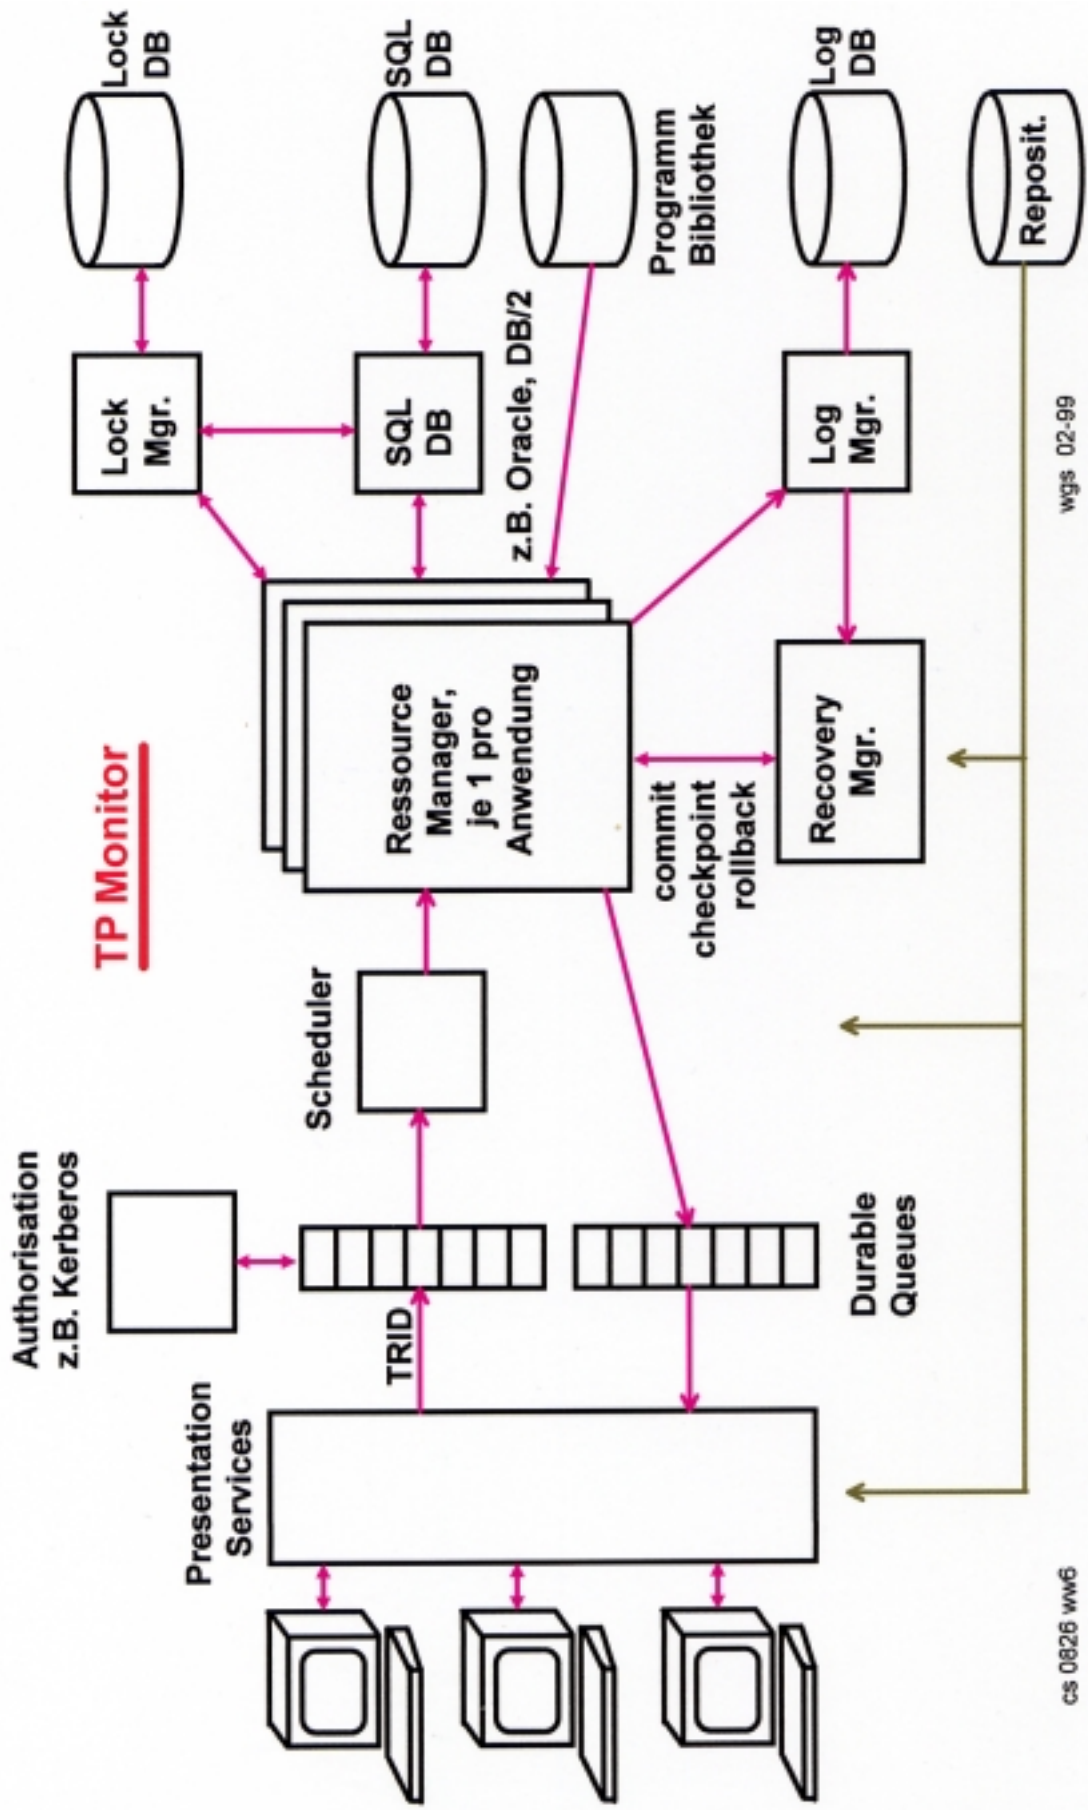 TP Monitor
Authorisation
z.B. Kerberos
Lock
DB
Lock
Mgr.
Presentation
Services
Scheduler
TRID
Ressource
Manager,
je 1 pro
Anwendung
SQL
DB
SQL
DB
z.B. Oracle, DB/2
Programm
Bibliothek
commit
checkpoint
rollback
Durable
Queues
Recovery
Mgr.
Log
Mgr.
Log
DB
Reposit.
cs 0826 ww6
wgs 02-99